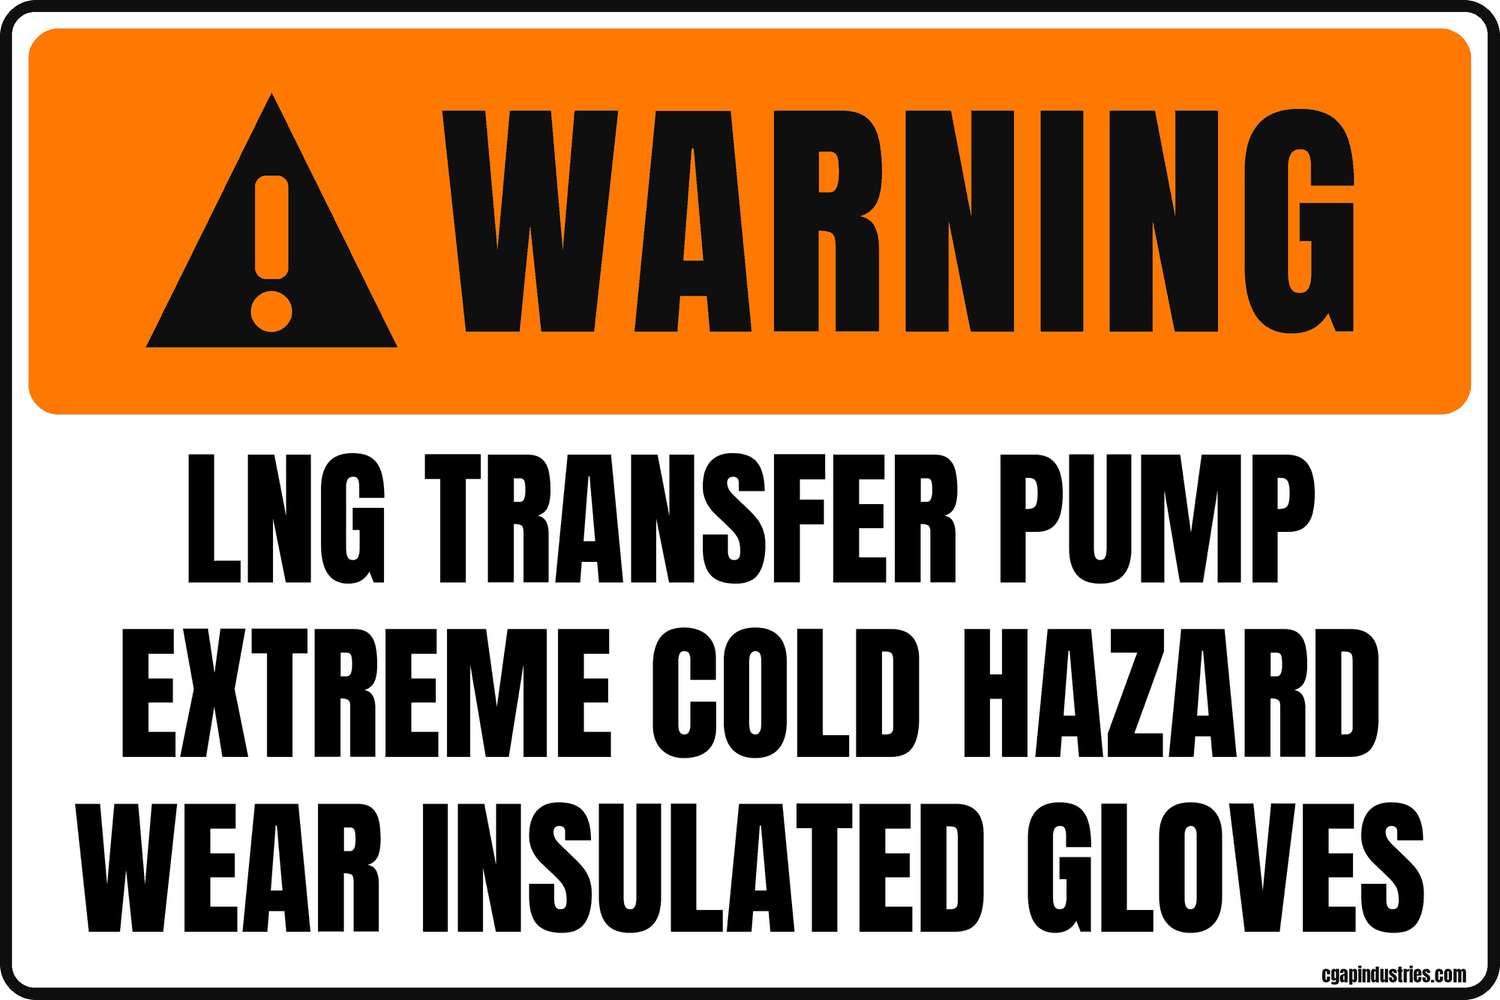 WARNING
LNG TRANSFER PUMP
EXTREME COLD HAZARD
WEAR INSULATED GLOVES
cgapindustries.com